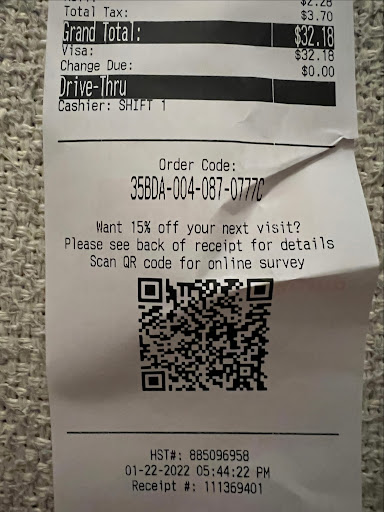 $2.28
Total Tax: $3.70
Grand Total: $32.18
Visa: $32.18
Change Due: $0.00
Drive-Thru
Cashier: SHIFT 1
Order Code:
35BDA-004-087-0777C
Want 15% off your next visit?
Please see back of receipt for details
Scan QR code for online survey
HST#: 885096958
01-22-2022 05:44:22 PM
Receipt #: 111369401